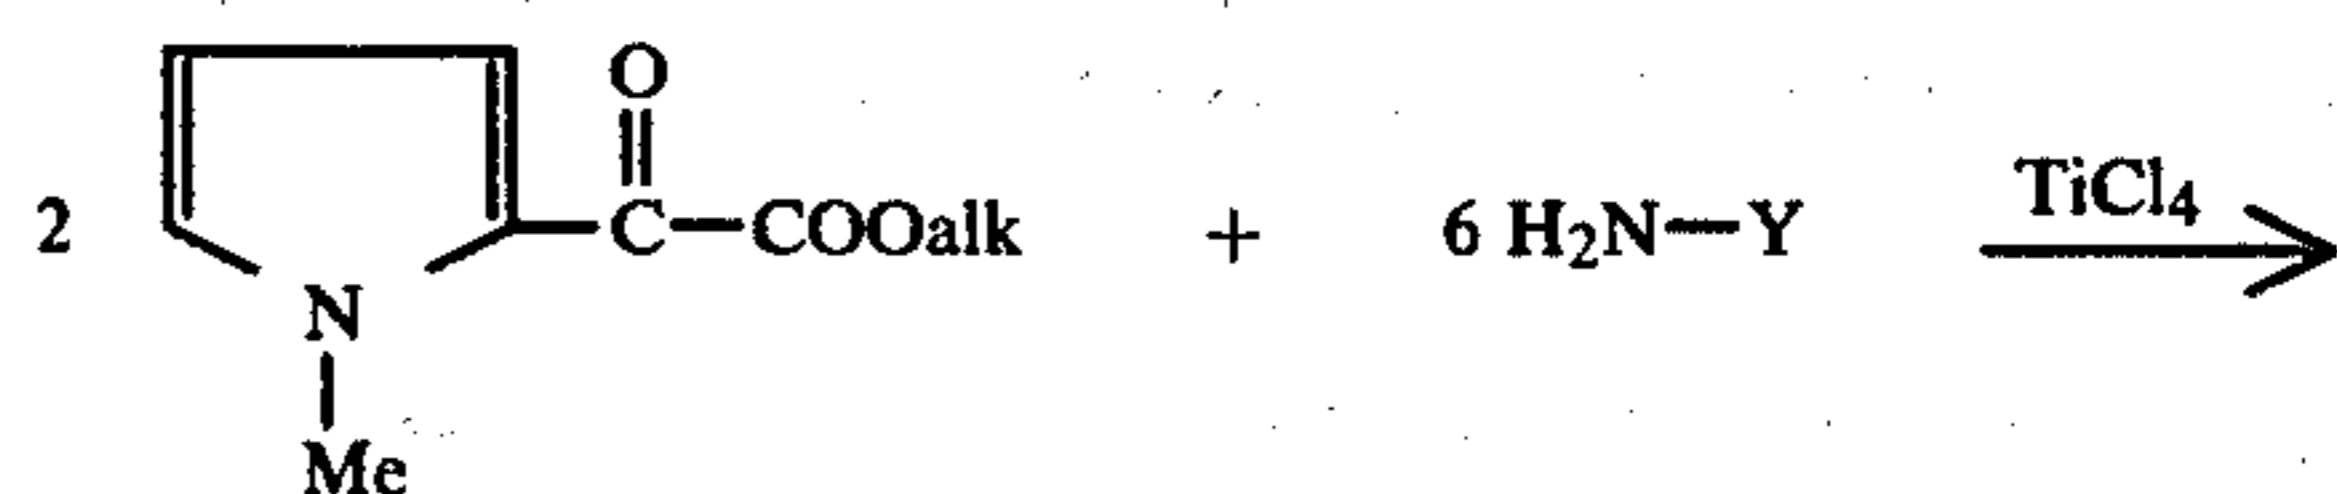 O
TiCl4
2 C—COOalk + 6 H2N—Y
N
Me